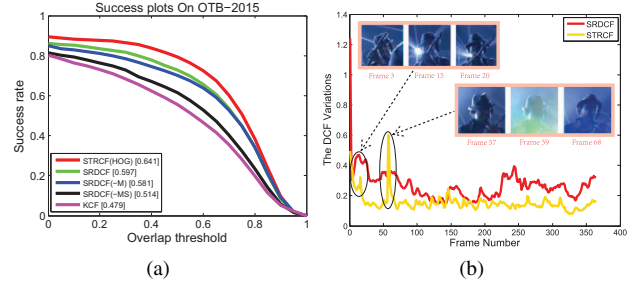 Success plots On OTB−2015
Success rate
1
0.8
0.6
0.4
0.2
0
STRCF(HOG) [0.641]
SRDCF [0.597]
SRDCF(−M) [0.581]
SRDCF(−MS) [0.514]
KCF [0.479]
0 0.2 0.4 0.6 0.8 1
Overlap threshold
(a)
The DCF Variations
1.4
1.2
1
0.8
0.6
0.4
0.2
0
SRDCF
STRCF
Frame 3 Frame 15 Frame 20
Frame 57 Frame 59 Frame 68
0 50 100 150 200 250 300 350 400
Frame Number
(b)